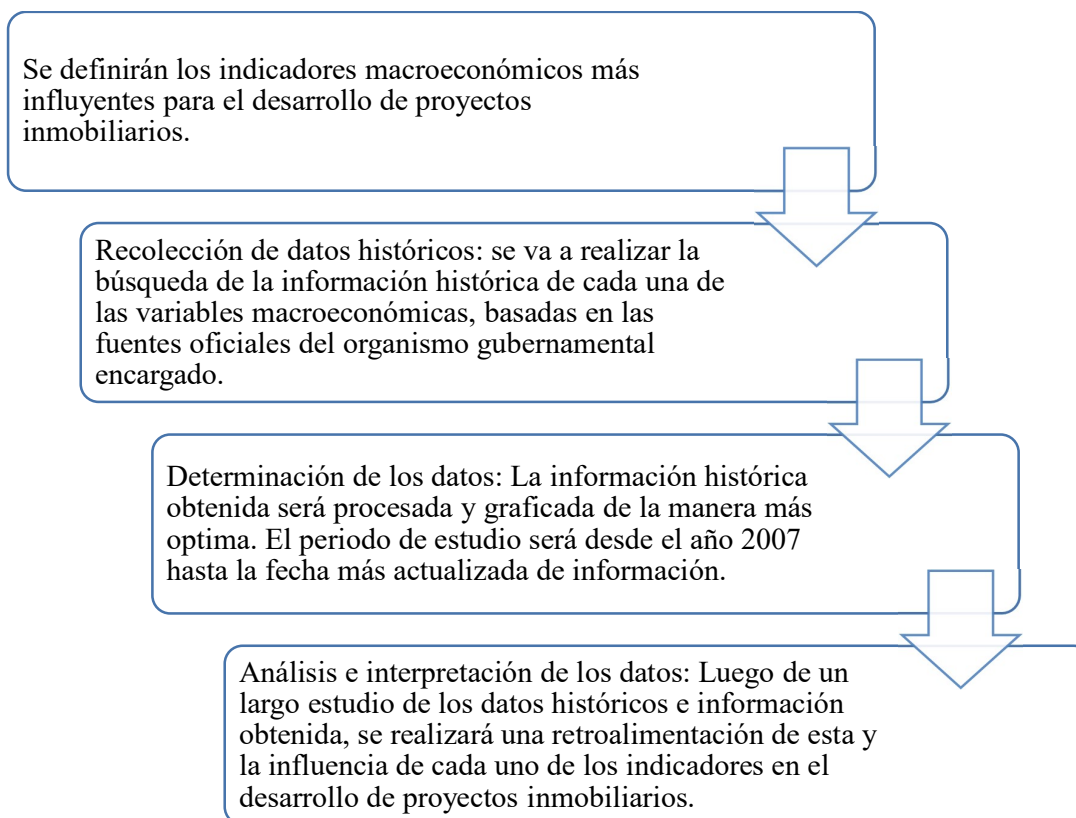 Se definirán los indicadores macroeconómicos más
influyentes para el desarrollo de proyectos
inmobiliarios.
Recolección de datos históricos: se va a realizar la
búsqueda de la información histórica de cada una de
las variables macroeconómicas, basadas en las
fuentes oficiales del organismo gubernamental
encargado.
Determinación de los datos: La información histórica
obtenida será procesada y graficada de la manera más
optima. El periodo de estudio será desde el año 2007
hasta la fecha más actualizada de información.
Análisis e interpretación de los datos: Luego de un
largo estudio de los datos históricos e información
obtenida, se realizará una retroalimentación de esta y
la influencia de cada uno de los indicadores en el
desarrollo de proyectos inmobiliarios.